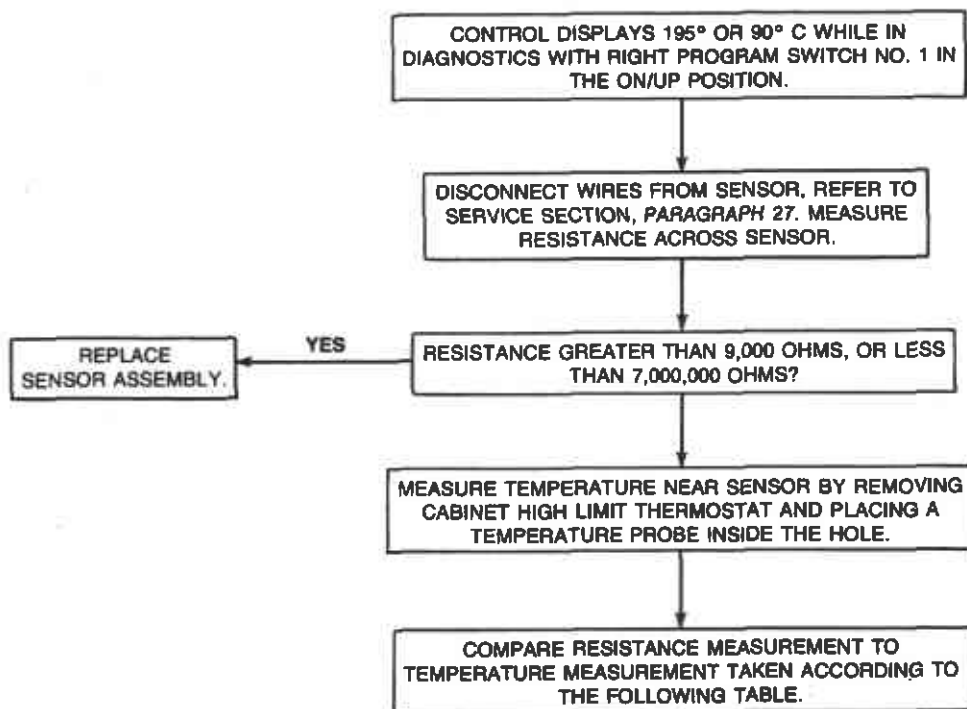 CONTROL DISPLAYS 195° OR 90° C WHILE IN
DIAGNOSTICS WITH RIGHT PROGRAM SWITCH NO. 1 IN
THE ON/UP POSITION.
DISCONNECT WIRES FROM SENSOR, REFER TO
SERVICE SECTION, PARAGRAPH 27. MEASURE
RESISTANCE ACROSS SENSOR.
REPLACE
SENSOR ASSEMBLY.
YES
RESISTANCE GREATER THAN 9,000 OHMS, OR LESS
THAN 7,000,000 OHMS?
MEASURE TEMPERATURE NEAR SENSOR BY REMOVING
CABINET HIGH LIMIT THERMOSTAT AND PLACING A
TEMPERATURE PROBE INSIDE THE HOLE.
COMPARE RESISTANCE MEASUREMENT TO
TEMPERATURE MEASUREMENT TAKEN ACCORDING TO
THE FOLLOWING TABLE.